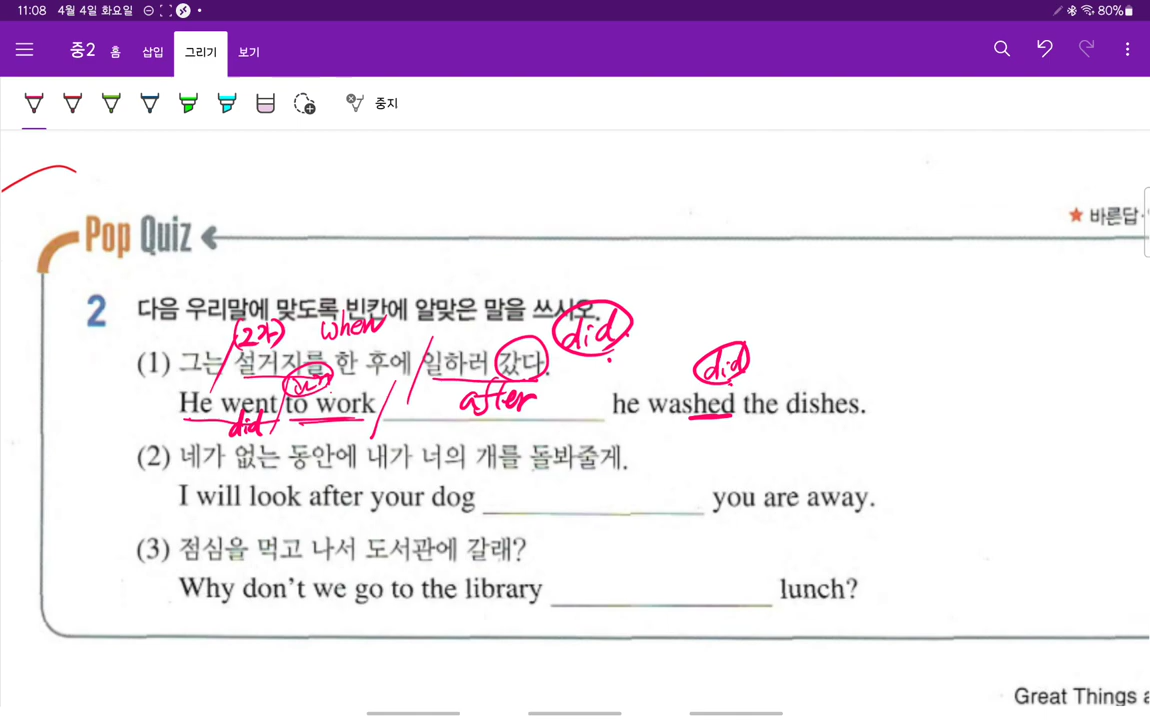 11:08 4월 4일 화요일 80%
중2 홈 삽입 그리기 보기
중지
★ 바른답·
Pop Quiz
2 다음 우리말에 맞도록 빈칸에 알맞은 말을 쓰시오.
when did.
(1) 그는 설거지를 한 후에 일하러 갔다.
did
after
He went to work ____ he washed the dishes.
did
(2) 네가 없는 동안에 내가 너의 개를 돌봐줄게.
I will look after your dog ____ you are away.
(3) 점심을 먹고 나서 도서관에 갈래?
Why don't we go to the library ____ lunch?
Great Things a